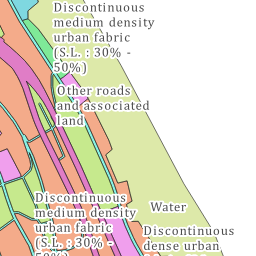 Discontinuous
medium density
urban fabric
(S.L. : 30% -
50%)
Other roads
and associated
land
Discontinuous
medium density
urban fabric
(S.L. : 30% -
50%)
Water
Discontinuous
dense urban